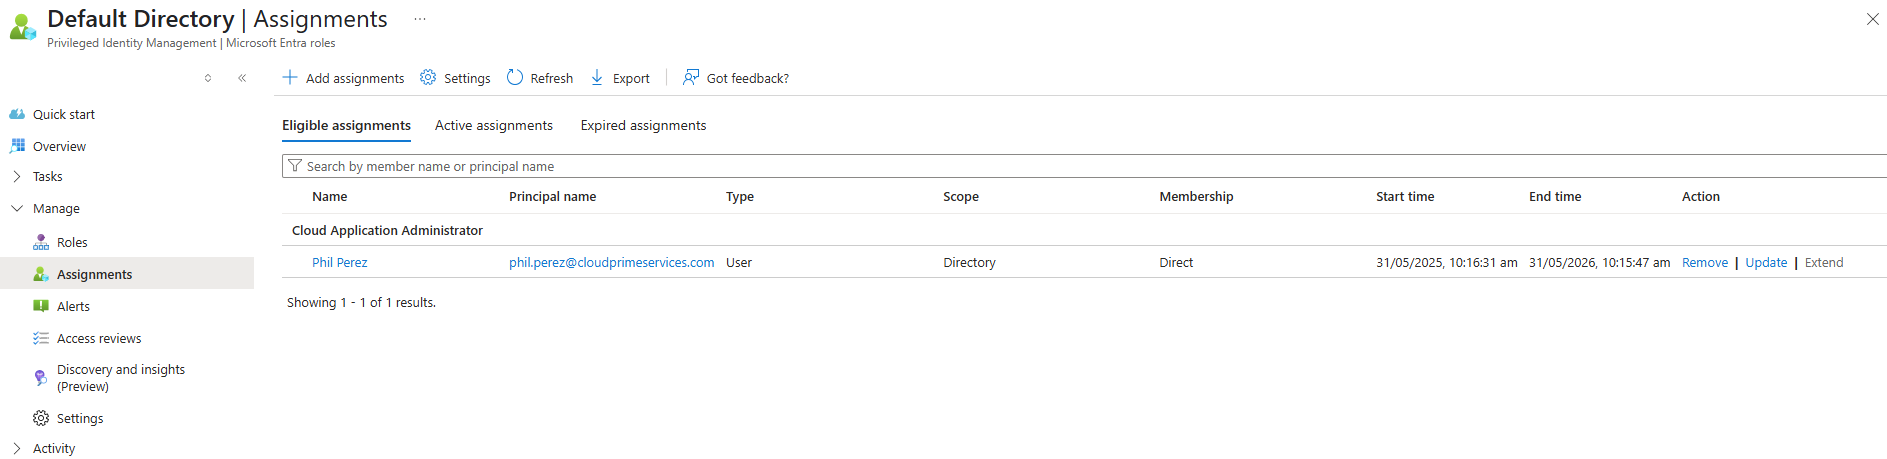 Default Directory | Assignments ...
Privileged Identity Management | Microsoft Entra roles
Add assignments Settings Refresh Export Got feedback?
Quick start
Overview
Tasks
Manage
Roles
Assignments
Alerts
Access reviews
Discovery and insights
(Preview)
Settings
Activity
Eligible assignments Active assignments Expired assignments
Search by member name or principal name
Name Principal name Type Scope Membership Start time End time Action
Cloud Application Administrator
Phil Perez phil.perez@cloudprimeservices.com User Directory Direct 31/05/2025, 10:16:31 am 31/05/2026, 10:15:47 am Remove | Update | Extend
Showing 1 - 1 of 1 results.